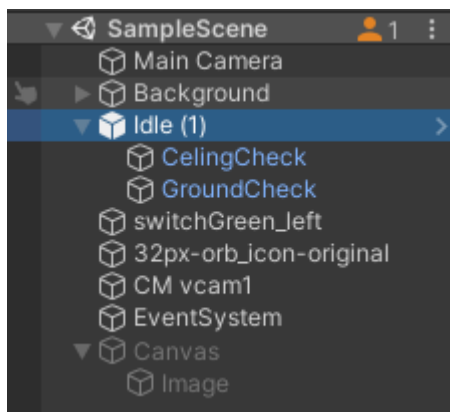 SampleScene 1
Main Camera
Background
Idle (1)
CelingCheck
GroundCheck
switchGreen_left
32px-orb_icon-original
CM vcam1
EventSystem
Canvas
Image